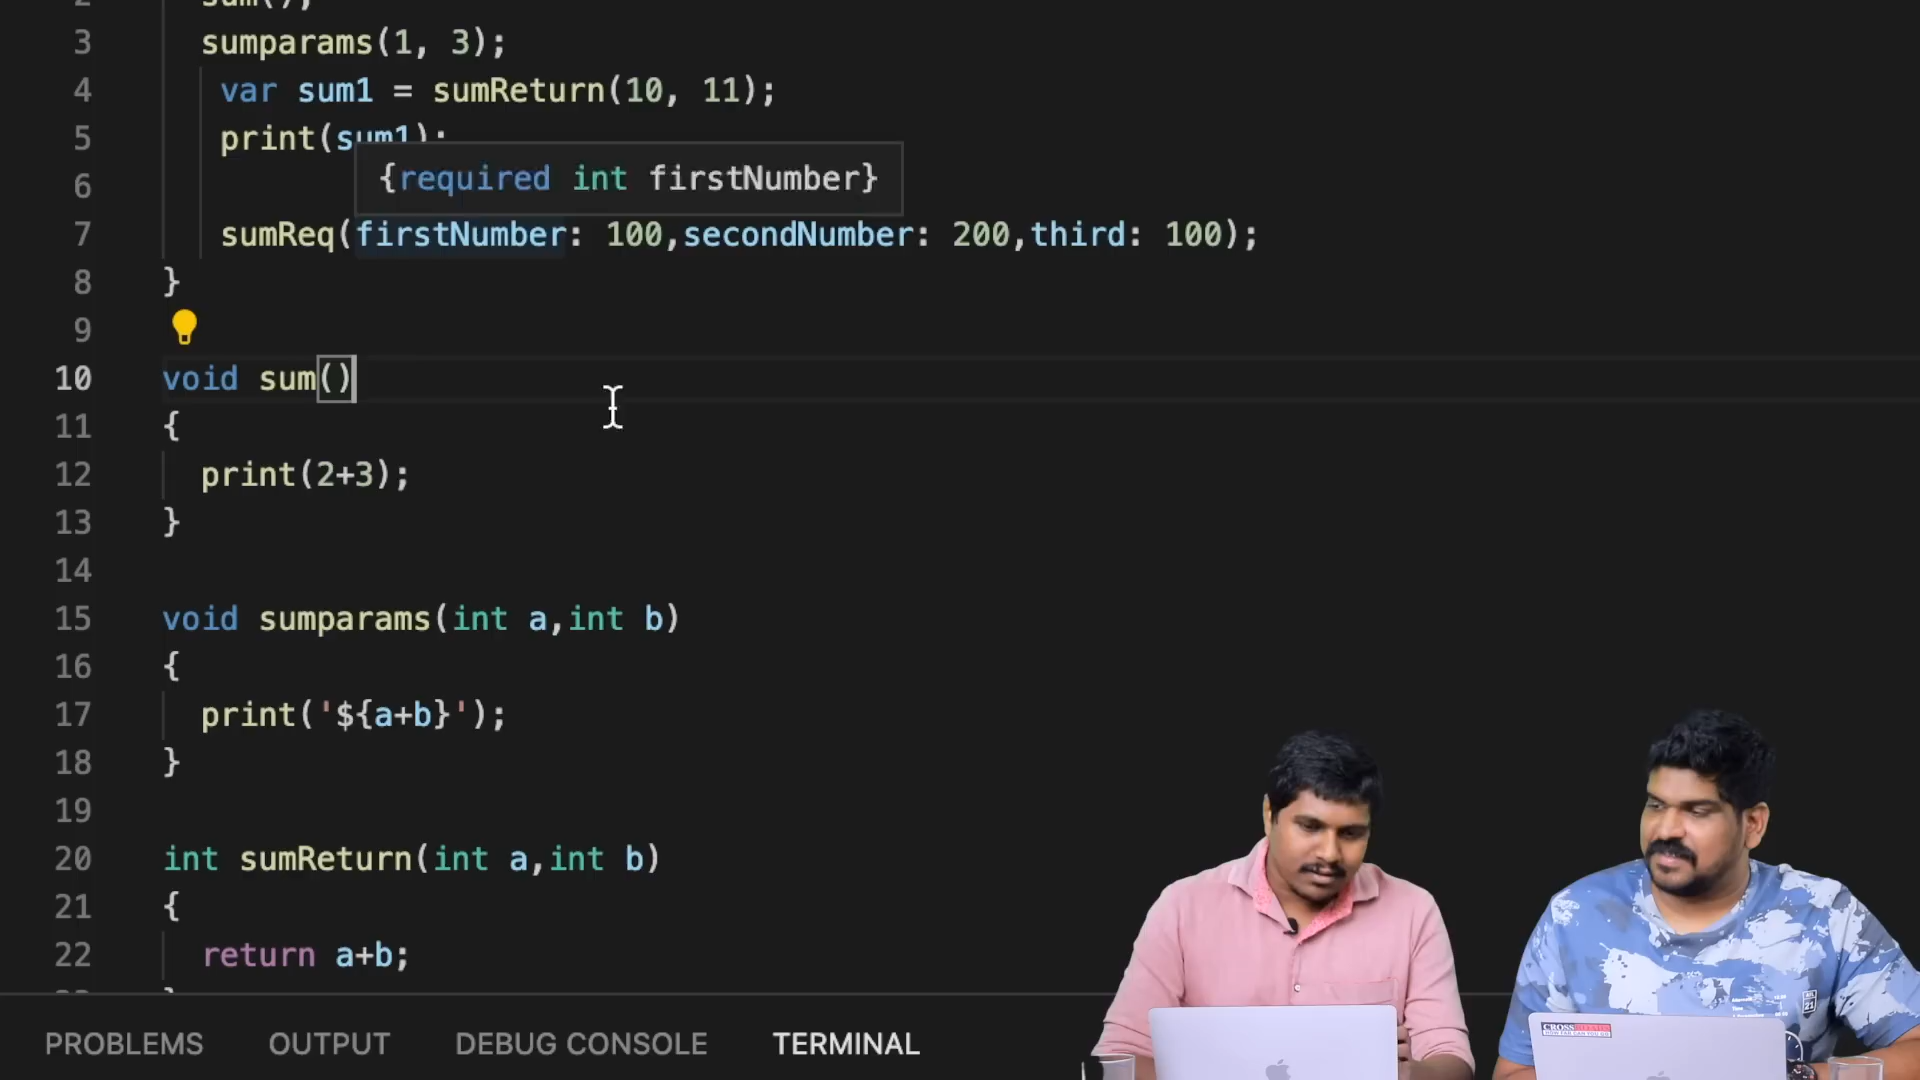 2 sum();
3 sumparams(1, 3);
4 var sum1 = sumReturn(10, 11);
5 print(sum1);
{required int firstNumber}
6
7 sumReq(firstNumber: 100,secondNumber: 200,third: 100);
8 }
9
10 void sum()
11 {
12 print(2+3);
13 }
14
15 void sumparams(int a,int b)
16 {
17 print('${a+b}');
18 }
19
20 int sumReturn(int a,int b)
21 {
22 return a+b;
PROBLEMS OUTPUT DEBUG CONSOLE TERMINAL